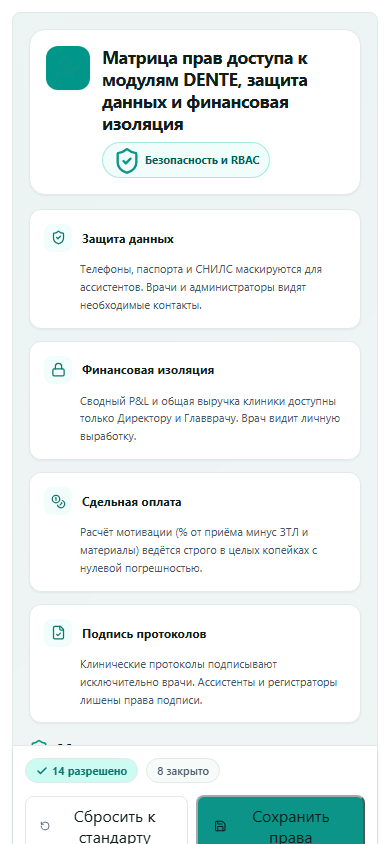 Матрица прав доступа к
модулям DENTE, защита
данных и финансовая
изоляция
Безопасность и RBAC
Защита данных
Телефоны, паспорта и СНИЛС маскируются для
ассистентов. Врачи и администраторы видят
необходимые контакты.
Финансовая изоляция
Сводный P&L и общая выручка клиники доступны
только Директору и Главврачу. Врач видит личную
выработку.
Сдельная оплата
Расчёт мотивации (% от приёма минус ЗТЛ и
материалы) ведётся строго в целых копейках с
нулевой погрешностью.
Подпись протоколов
Клинические протоколы подписывают
исключительно врачи. Ассистенты и регистраторы
лишены права подписи.
14 разрешено
8 закрыто
Сбросить к
стандарту
Сохранить
права